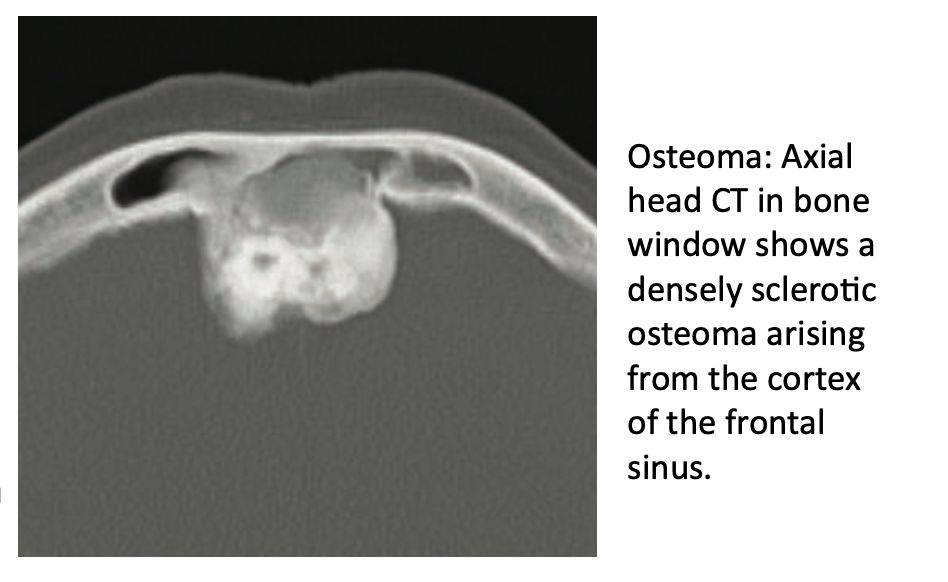 Osteoma: Axial
head CT in bone
window shows a
densely sclerotic
osteoma arising
from the cortex
of the frontal
sinus.